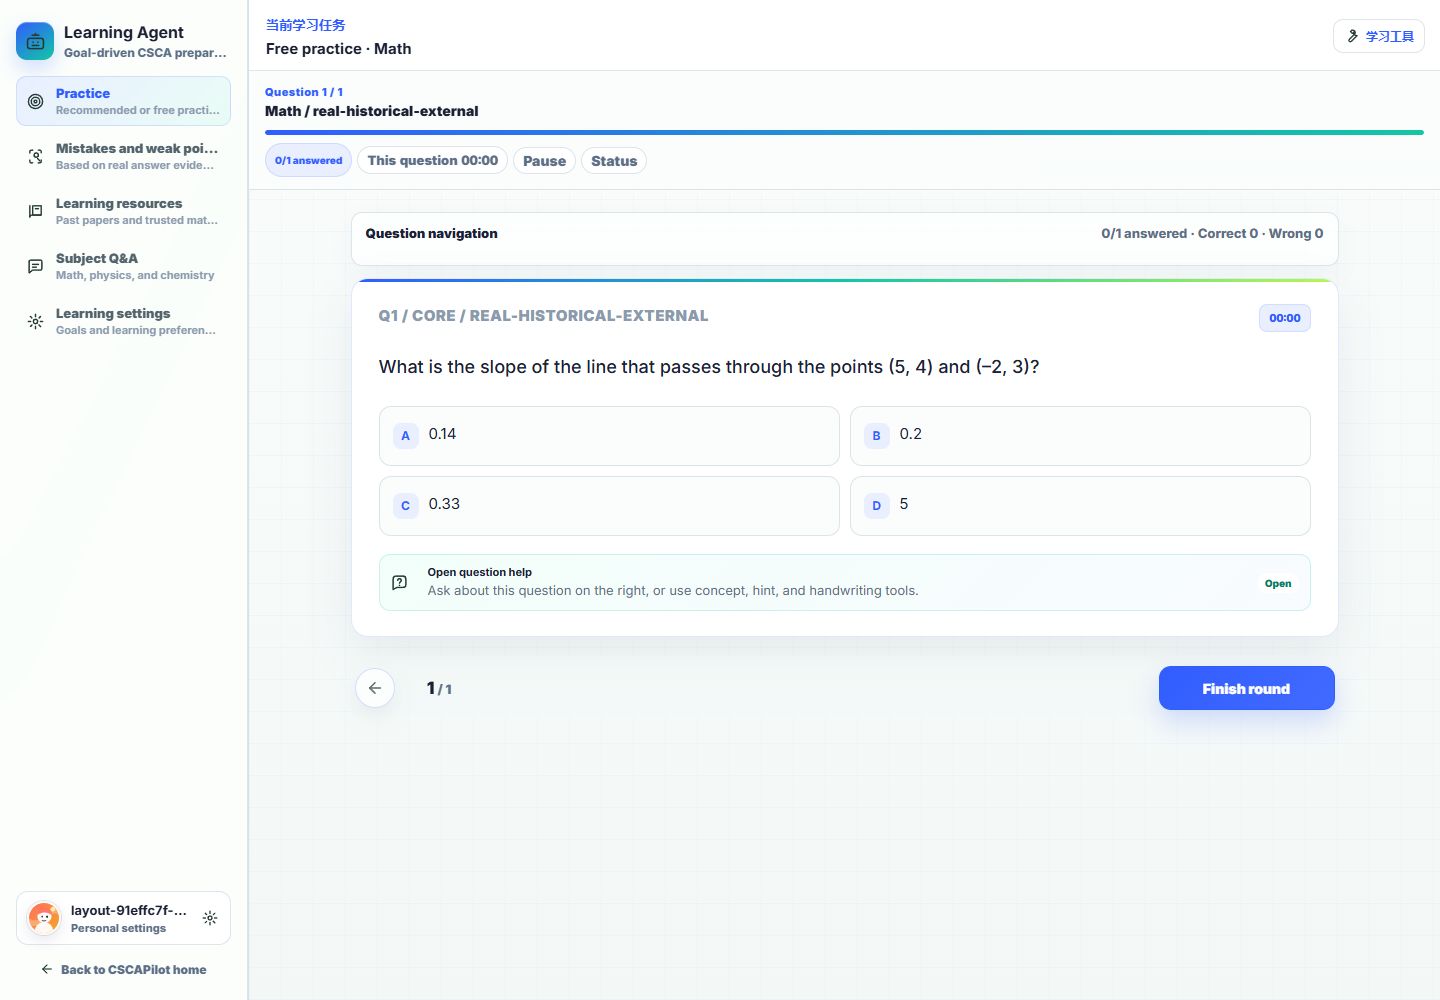 Learning Agent
Goal-driven CSCA prepar...
Practice
Recommended or free practi...
Mistakes and weak poi...
Based on real answer evide...
Learning resources
Past papers and trusted mat...
Subject Q&A
Math, physics, and chemistry
Learning settings
Goals and learning preferen...
layout-91effc7f-...
Personal settings
Back to CSCAPilot home
当前学习任务
Free practice · Math
学习工具
Question 1 / 1
Math / real-historical-external
0/1 answered
This question 00:00
Pause
Status
Question navigation
0/1 answered · Correct 0 · Wrong 0
Q1 / CORE / REAL-HISTORICAL-EXTERNAL
00:00
What is the slope of the line that passes through the points (5, 4) and (–2, 3)?
A 0.14
B 0.2
C 0.33
D 5
Open question help
Ask about this question on the right, or use concept, hint, and handwriting tools.
Open
1 / 1
Finish round